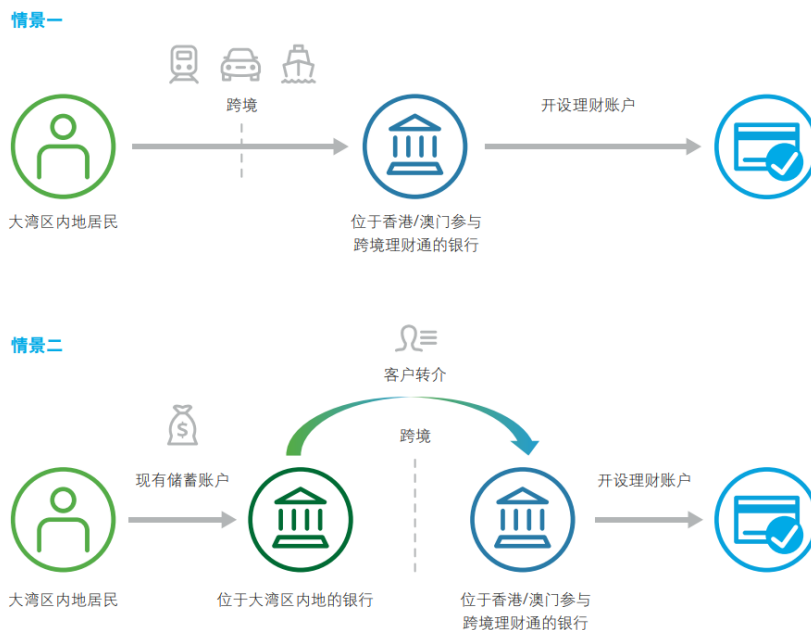 情景一
跨境
开设理财账户
大湾区内地居民
位于香港/澳门参与
跨境理财通的银行
情景二
客户转介
跨境
现有储蓄账户
开设理财账户
$
大湾区内地居民
位于大湾区内地的银行
位于香港/澳门参与
跨境理财通的银行